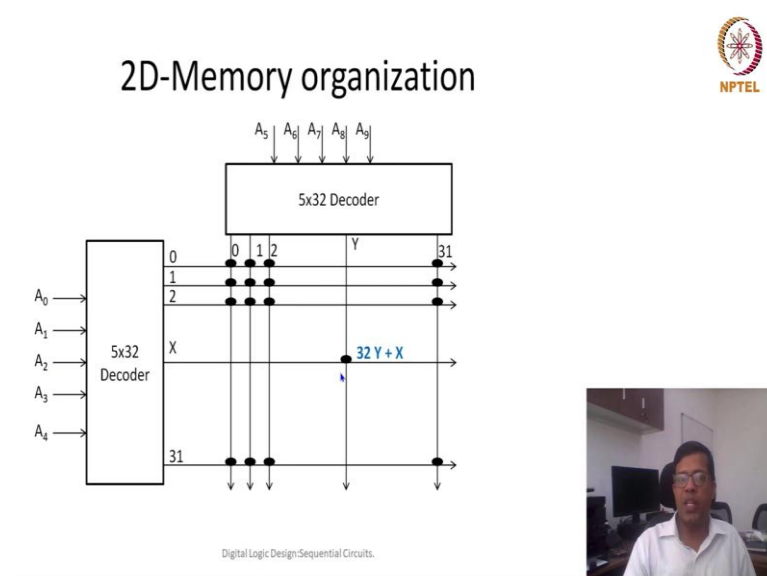 2D-Memory organization
NPTEL
A5 A6 A7 A8 A9
5x32 Decoder
Y
0 1 2 31
0
1
2
X
31
A0
A1
A2
A3
A4
5x32
Decoder
32 Y + X
Digital Logic Design:Sequential Circuits.